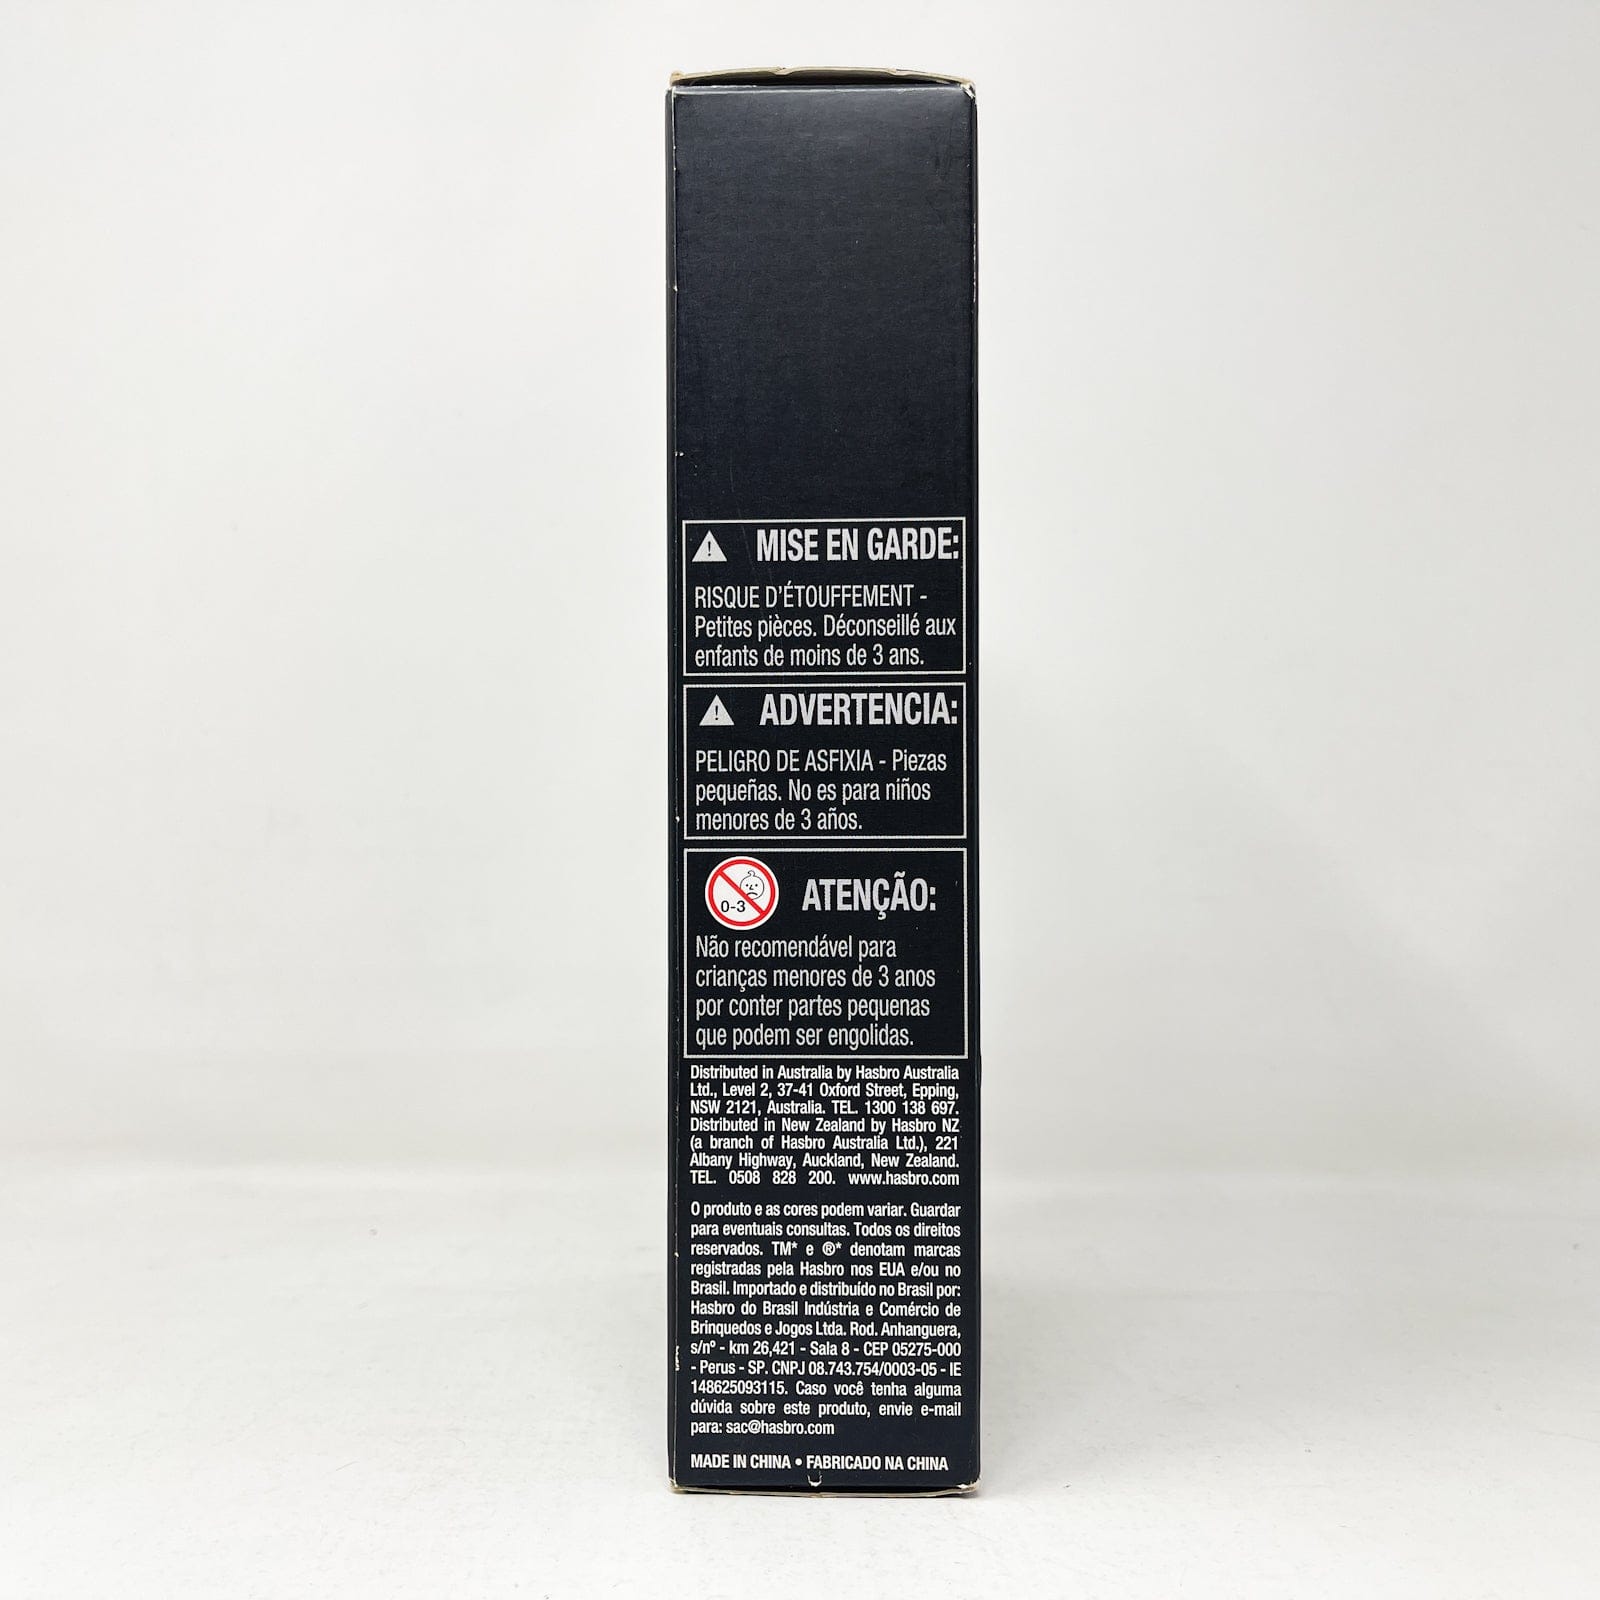 MISE EN GARDE:
RISQUE D'ÉTOUFFEMENT -
Petites pièces. Déconseillé aux
enfants de moins de 3 ans.
ADVERTENCIA:
PELIGRO DE ASFIXIA - Piezas
pequeñas. No es para niños
menores de 3 años.
0-3
ATENÇÃO:
Não recomendável para
crianças menores de 3 anos
por conter partes pequenas
que podem ser engolidas.
Distributed in Australia by Hasbro Australia
Ltd., Level 2, 37-41 Oxford Street, Epping,
NSW 2121, Australia. TEL. 1300 138 697.
Distributed in New Zealand by Hasbro NZ
(a branch of Hasbro Australia Ltd.), 221
Albany Highway, Auckland, New Zealand.
TEL. 0508 828 200. www.hasbro.com
O produto e as cores podem variar. Guardar
para eventuais consultas. Todos os direitos
reservados. TM* e ®* denotam marcas
registradas pela Hasbro nos EUA e/ou no
Brasil. Importado e distribuído no Brasil por:
Hasbro do Brasil Indústria e Comércio de
Brinquedos e Jogos Ltda. Rod. Anhanguera,
s/nº - km 26,421 - Sala 8 - CEP 05275-000
- Perus - SP. CNPJ 08.743.754/0003-05 - IE
148625093115. Caso você tenha alguma
dúvida sobre este produto, envie e-mail
para: sac@hasbro.com
MADE IN CHINA • FABRICADO NA CHINA